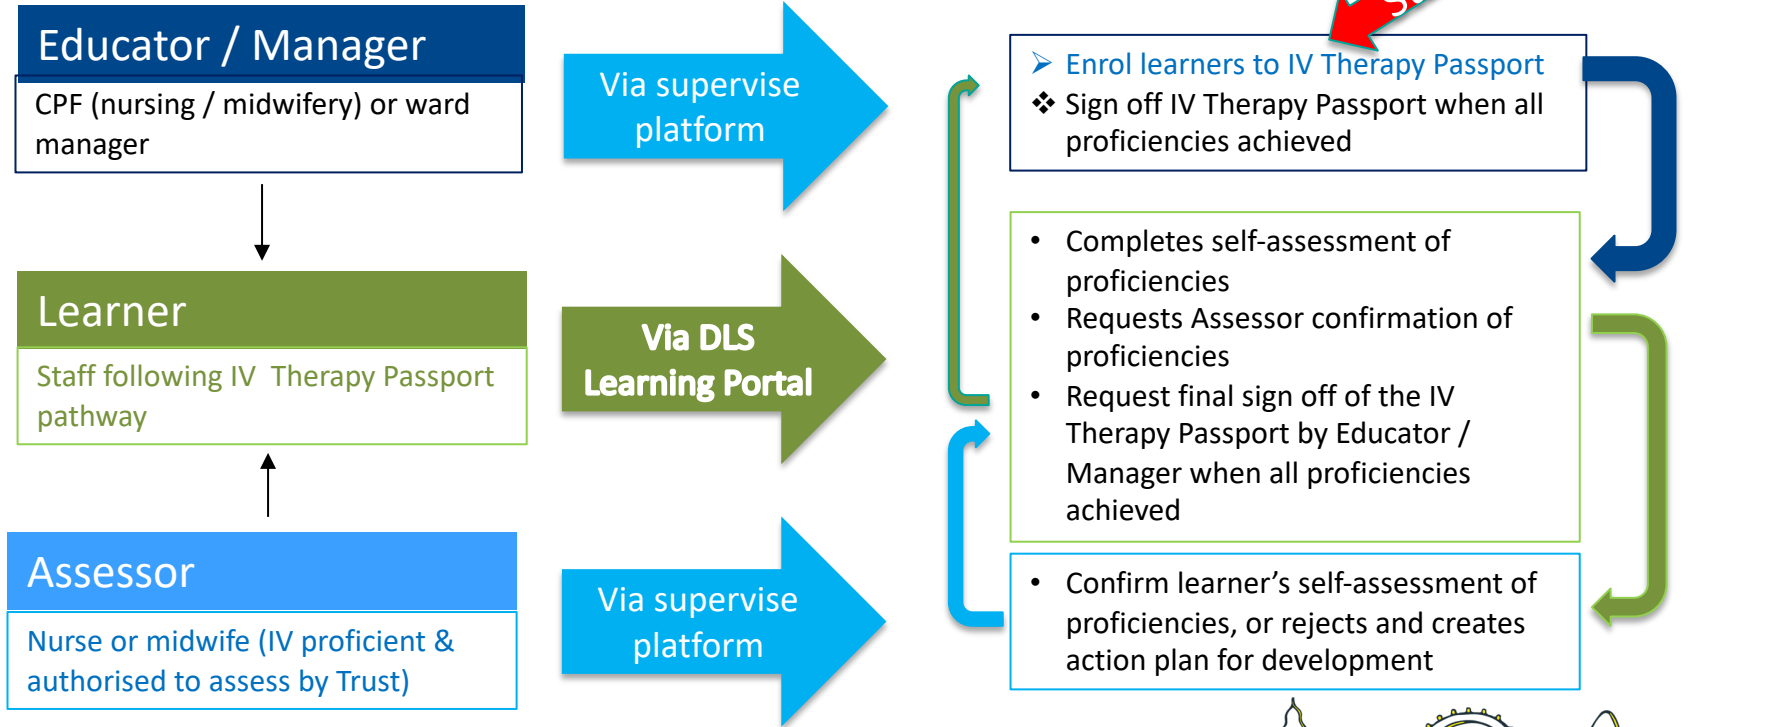 Educator / Manager
CPF (nursing / midwifery) or ward
manager
Via supervise
platform
➢ Enrol learners to IV Therapy Passport
❖ Sign off IV Therapy Passport when all
proficiencies achieved
Learner
Staff following IV  Therapy Passport
pathway
Via DLS
Learning Portal
• Completes self-assessment of
proficiencies
• Requests Assessor confirmation of
proficiencies
• Request final sign off of the IV
Therapy Passport by Educator /
Manager when all proficiencies
achieved
Assessor
Nurse or midwife (IV proficient &
authorised to assess by Trust)
Via supervise
platform
• Confirm learner’s self-assessment of
proficiencies, or rejects and creates
action plan for development